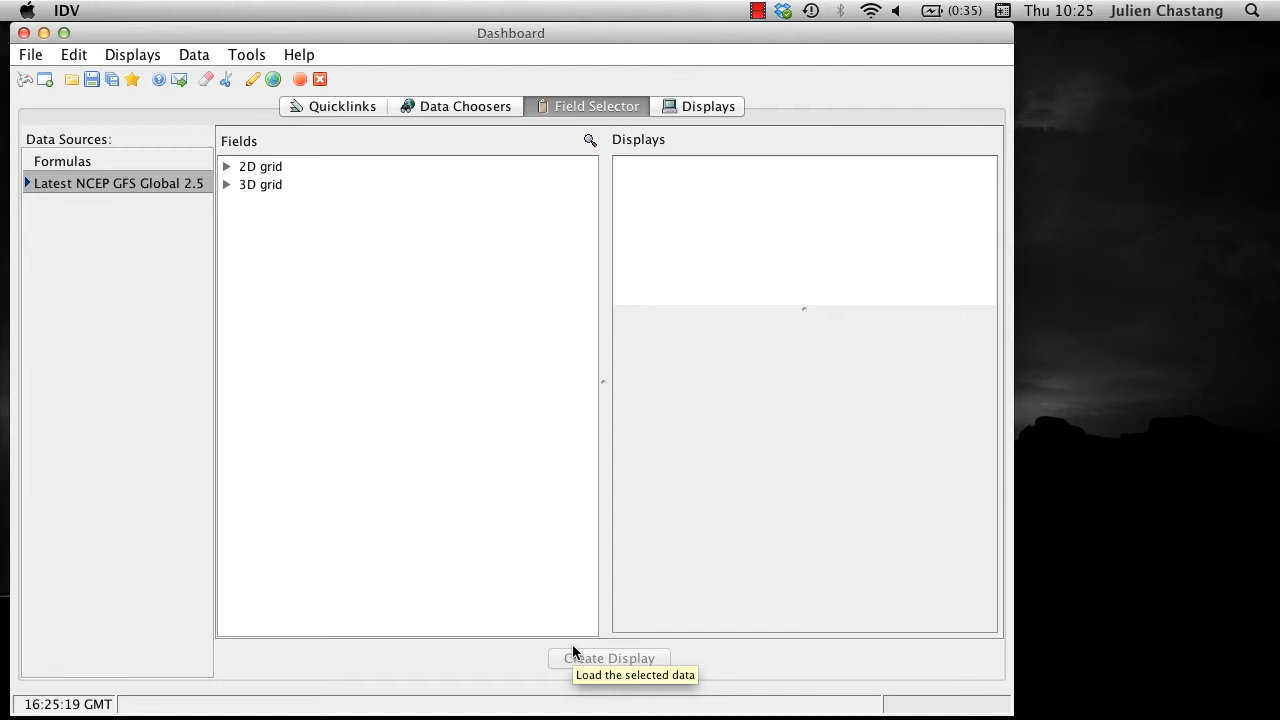 IDV
(0:35)
Thu 10:25
Julien Chastang
Dashboard
File Edit Displays Data Tools Help
Quicklinks
Data Choosers
Field Selector
Displays
Data Sources:
Formulas
Latest NCEP GFS Global 2.5
Fields
2D grid
3D grid
Displays
Create Display
Load the selected data
16:25:19 GMT